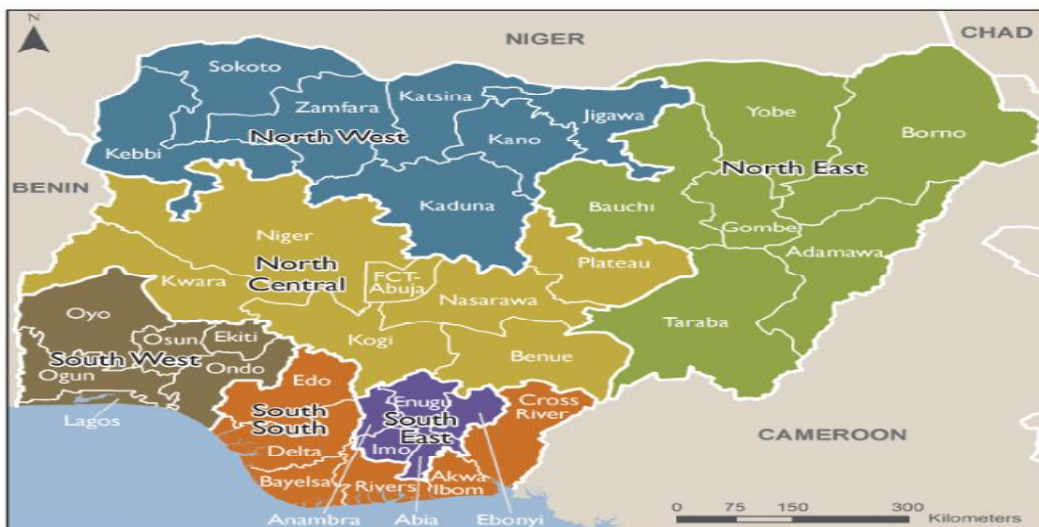 N
NIGER
CHAD
Sokoto
Katsina
Zamfara
Jigawa
Yobe
North West
Kano
Borno
Kebbi
North East
BENIN
Kaduna
Bauchi
Gombe
Niger
Adamawa
North
Central
FCT-
Abuja
Plateau
Kwara
Nasarawa
Oyo
Taraba
Osun
Ekiti
Kogi
South West
Benue
Ogun
Ondo
Edo
Lagos
Enugu
Cross
River
South
South
South
East
Delta
Imo
CAMEROON
Bayelsa
Rivers
Akwa
Ibom
Anambra
Abia
Ebonyi
0 75 150 300
Kilometers